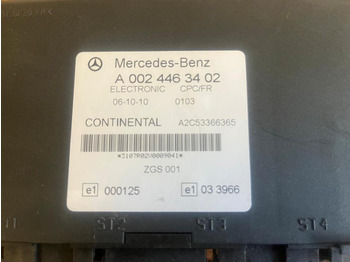 Mercedes-Benz
A 002 446 34 02
ELECTRONIC CPC/FR
06-10-10 0103
CONTINENTAL A2C53366365
ZGS 001
e1 000125 e1 03 3966
ST2 ST3 ST4